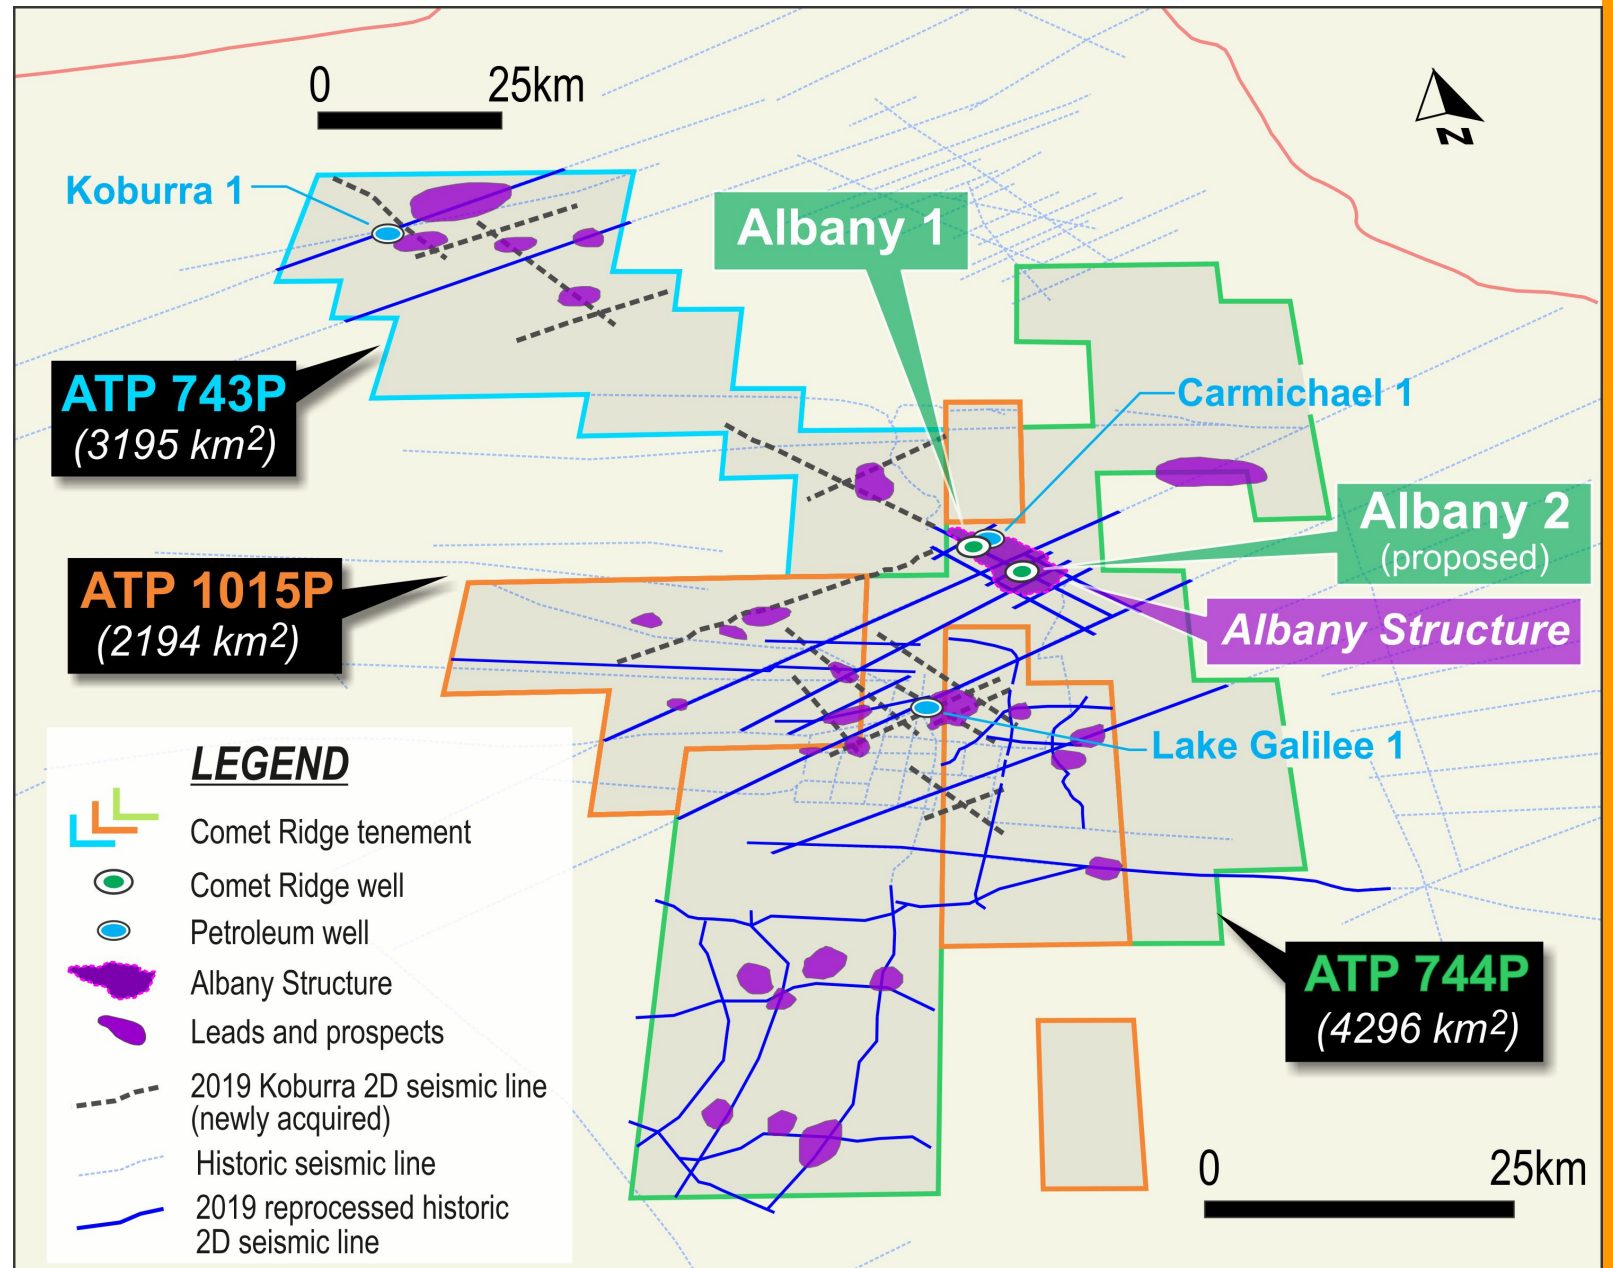 0 25km
N
Koburra 1
Albany 1
ATP 743P
(3195 km2)
Carmichael 1
Albany 2
(proposed)
ATP 1015P
(2194 km2)
Albany Structure
Lake Galilee 1
LEGEND
Comet Ridge tenement
Comet Ridge well
Petroleum well
Albany Structure
Leads and prospects
2019 Koburra 2D seismic line
(newly acquired)
Historic seismic line
2019 reprocessed historic
2D seismic line
ATP 744P
(4296 km2)
0 25km